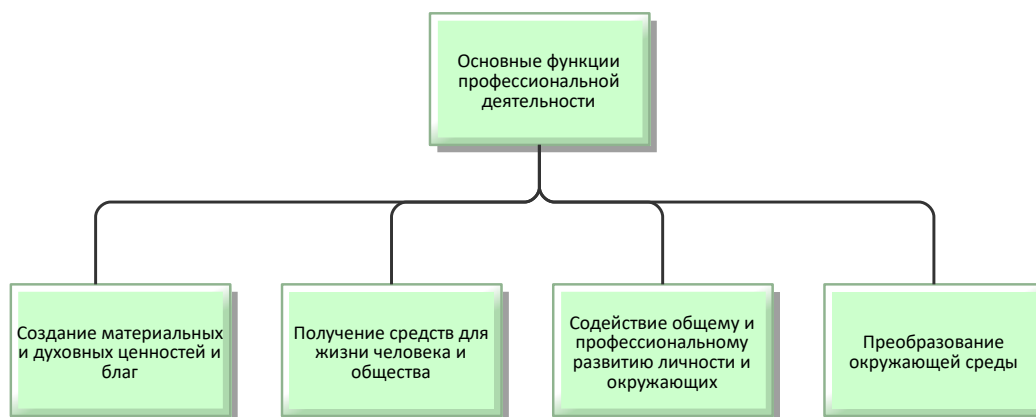 Основные функции
профессиональной
деятельности
Создание материальных
и духовных ценностей и
благ
Получение средств для
жизни человека и
общества
Содействие общему и
профессиональному
развитию личности и
окружающих
Преобразование
окружающей среды